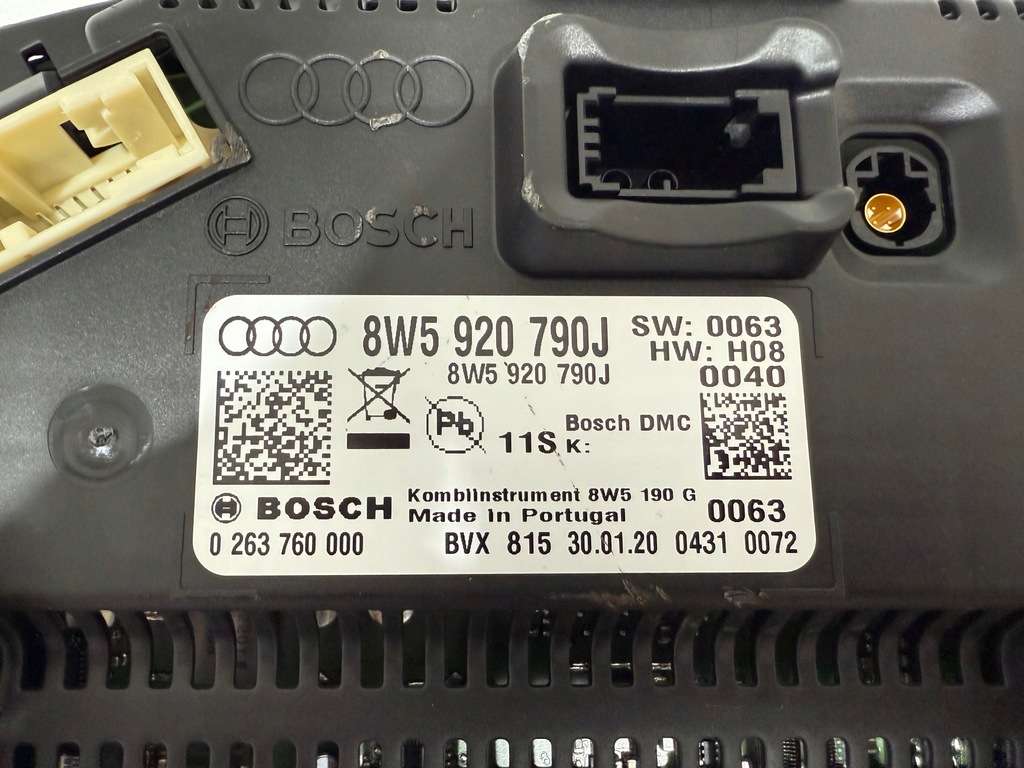 BOSCH
8W5 920 790J
SW: 0063
HW: H08
8W5 920 790J
0040
Pb
Bosch DMC
11S K:
BOSCH
Kombiinstrument 8W5 190 G
Made in Portugal
0063
0 263 760 000
BVX 815 30.01.20 0431 0072